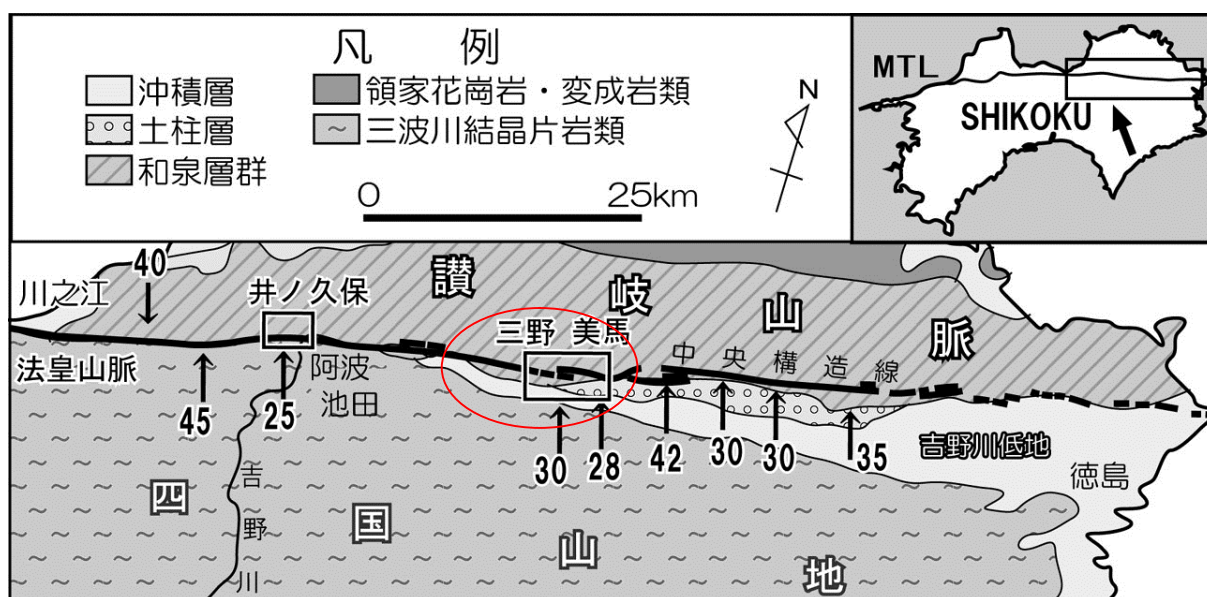 凡 例
沖積層
土柱層
和泉層群
領家花崗岩・変成岩類
三波川結晶片岩類
0 25km
N
MTL
SHIKOKU
40
川之江
井ノ久保
讃岐山脈
三野 美馬
中央構造線
法皇山脈
阿波
池田
45
25
30
28
42
30
30
35
吉野川低地
徳島
吉野川
四国山地